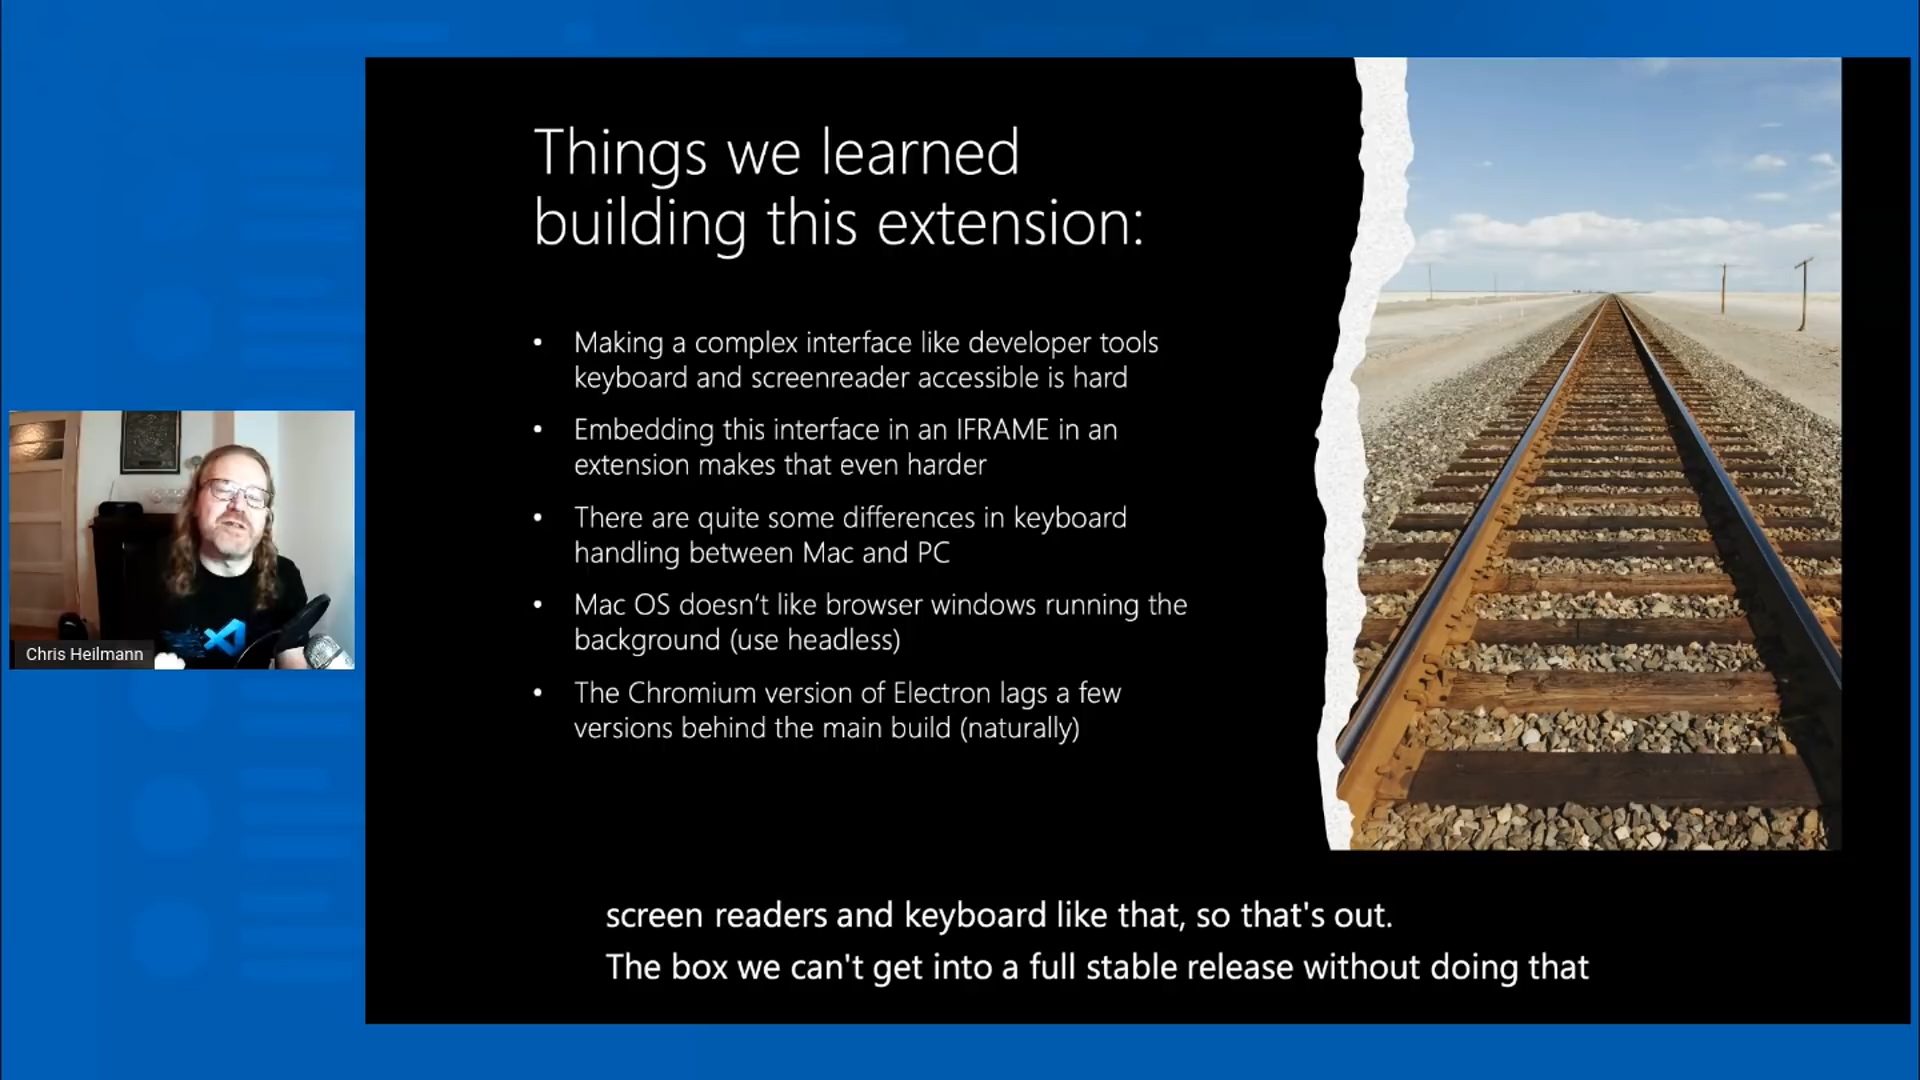 Things we learned
building this extension:
• Making a complex interface like developer tools
keyboard and screenreader accessible is hard
• Embedding this interface in an IFRAME in an
extension makes that even harder
• There are quite some differences in keyboard
handling between Mac and PC
• Mac OS doesn’t like browser windows running the
background (use headless)
• The Chromium version of Electron lags a few
versions behind the main build (naturally)
Chris Heilmann
screen readers and keyboard like that, so that's out.
The box we can't get into a full stable release without doing that